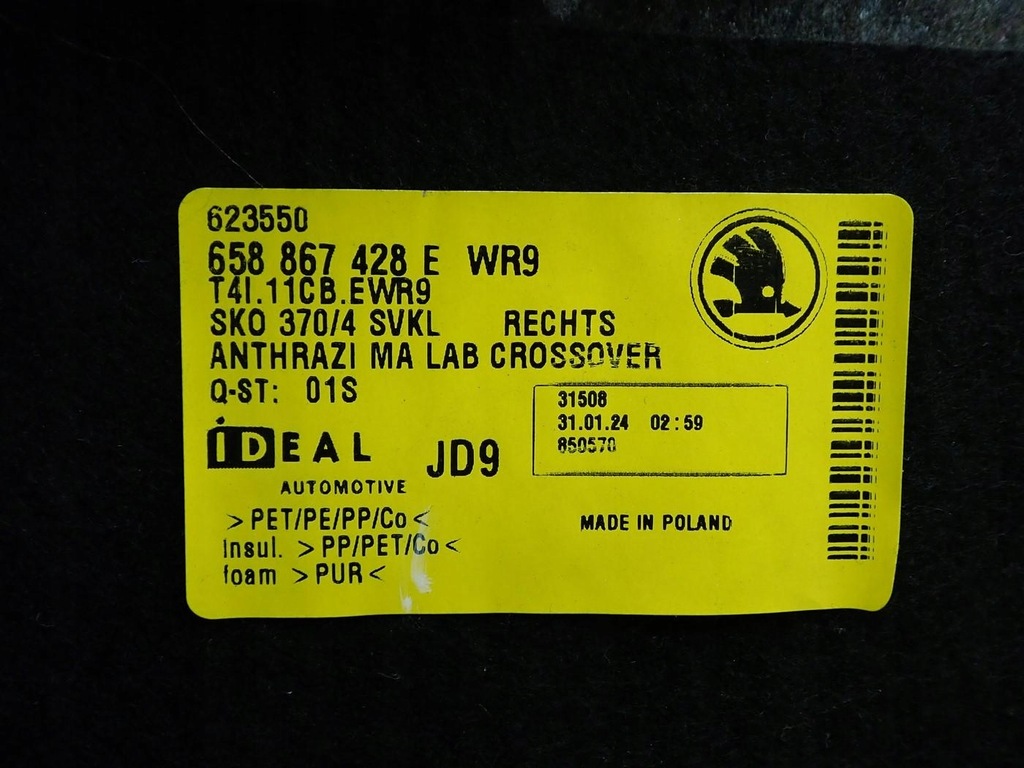 623550
658 867 428 E WR9
T4I.11CB.EWR9
SKO 370/4 SVKL RECHTS
ANTHRAZI MA LAB CROSSOVER
Q-ST: 01S
31508
31.01.24 02:59
850570
IDEAL
AUTOMOTIVE
JD9
>PET/PE/PP/Co<
Insul. >PP/PET/Co<
foam >PUR<
MADE IN POLAND